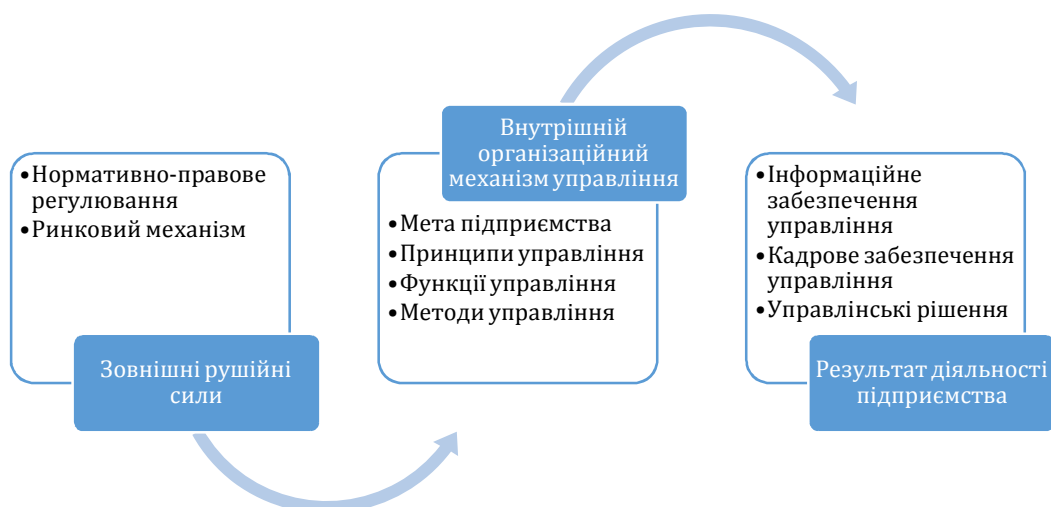 •Нормативно-правове
регулювання
•Ринковий механізм
Зовнішні рушійні
сили
Внутрішній
організаційний
механізм управління
•Мета підприємства
•Принципи управління
•Функції управління
•Методи управління
•Інформаційне
забезпечення
управління
•Кадрове забезпечення
управління
•Управлінські рішення
Результат діяльності
підприємства